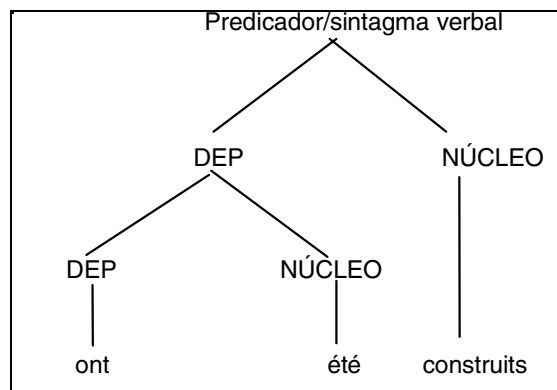 Predicador/sintagma verbal
DEP NÚCLEO
DEP NÚCLEO
ont été construits